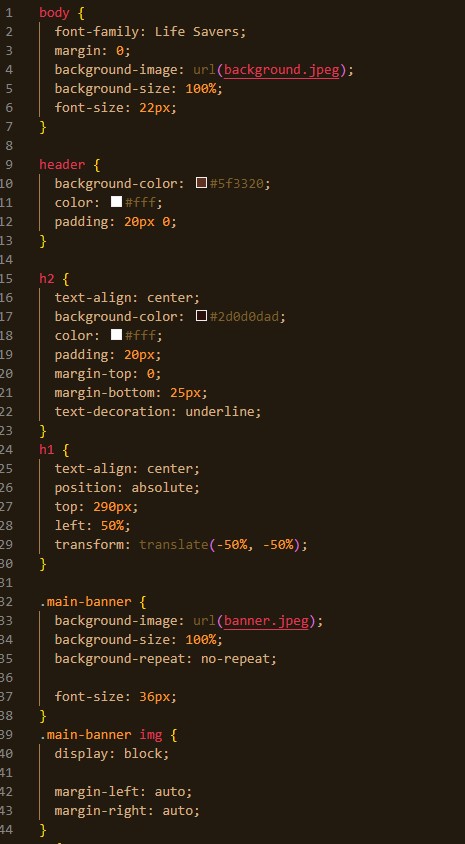 1 body {
2 font-family: Life Savers;
3 margin: 0;
4 background-image: url(background.jpeg);
5 background-size: 100%;
6 font-size: 22px;
7 }
8
9 header {
10 background-color: #5f3320;
11 color: #fff;
12 padding: 20px 0;
13 }
14
15 h2 {
16 text-align: center;
17 background-color: #2d0d0dad;
18 color: #fff;
19 padding: 20px;
20 margin-top: 0;
21 margin-bottom: 25px;
22 text-decoration: underline;
23 }
24 h1 {
25 text-align: center;
26 position: absolute;
27 top: 290px;
28 left: 50%;
29 transform: translate(-50%, -50%);
30 }
31
32 .main-banner {
33 background-image: url(banner.jpeg);
34 background-size: 100%;
35 background-repeat: no-repeat;
36
37 font-size: 36px;
38 }
39 .main-banner img {
40 display: block;
41
42 margin-left: auto;
43 margin-right: auto;
44 }